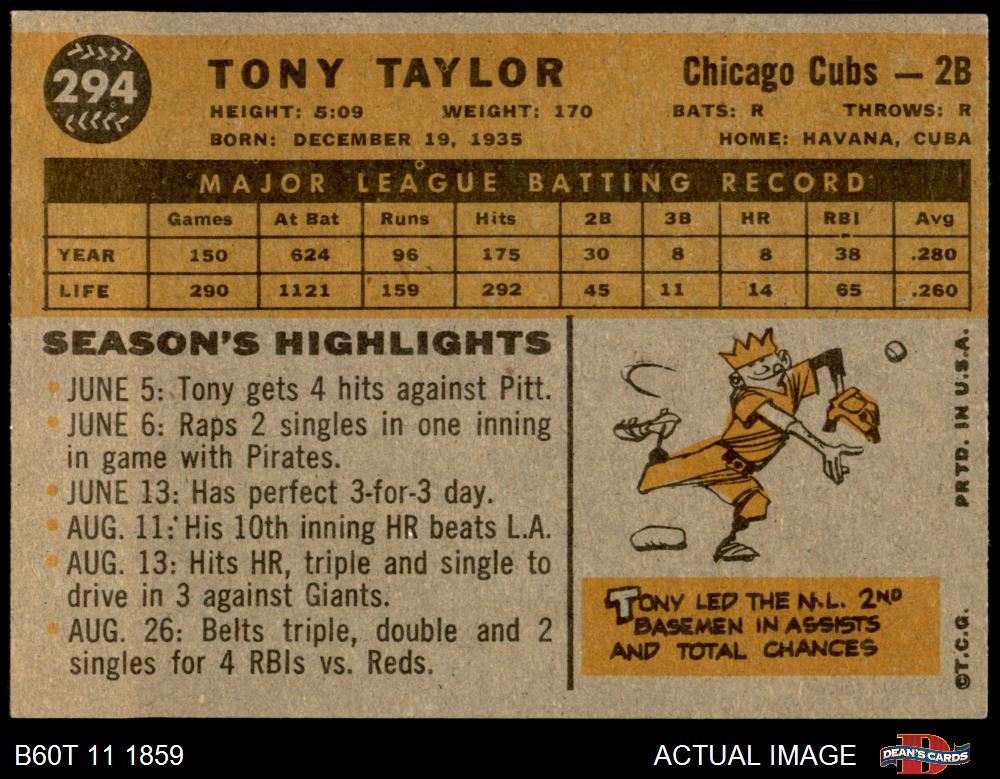 294
TONY TAYLOR
Chicago Cubs — 2B
HEIGHT: 5:09 WEIGHT: 170 BATS: R THROWS: R
BORN: DECEMBER 19, 1935 HOME: HAVANA, CUBA
MAJOR LEAGUE BATTING RECORD
Games At Bat Runs Hits 2B 3B HR RBI Avg
YEAR 150 624 96 175 30 8 8 38 .280
LIFE 290 1121 159 292 45 11 14 65 .260
SEASON'S HIGHLIGHTS
JUNE 5: Tony gets 4 hits against Pitt.
JUNE 6: Raps 2 singles in one inning
in game with Pirates.
JUNE 13: Has perfect 3-for-3 day.
AUG. 11: His 10th inning HR beats L.A.
AUG. 13: Hits HR, triple and single to
drive in 3 against Giants.
AUG. 26: Belts triple, double and 2
singles for 4 RBIs vs. Reds.
TONY LED THE N.L. 2ND
BASEMEN IN ASSISTS
AND TOTAL CHANCES
©T.C.G. PRTD. IN U.S.A.
B60T 11 1859
ACTUAL IMAGE
D
DEAN'S CARDS